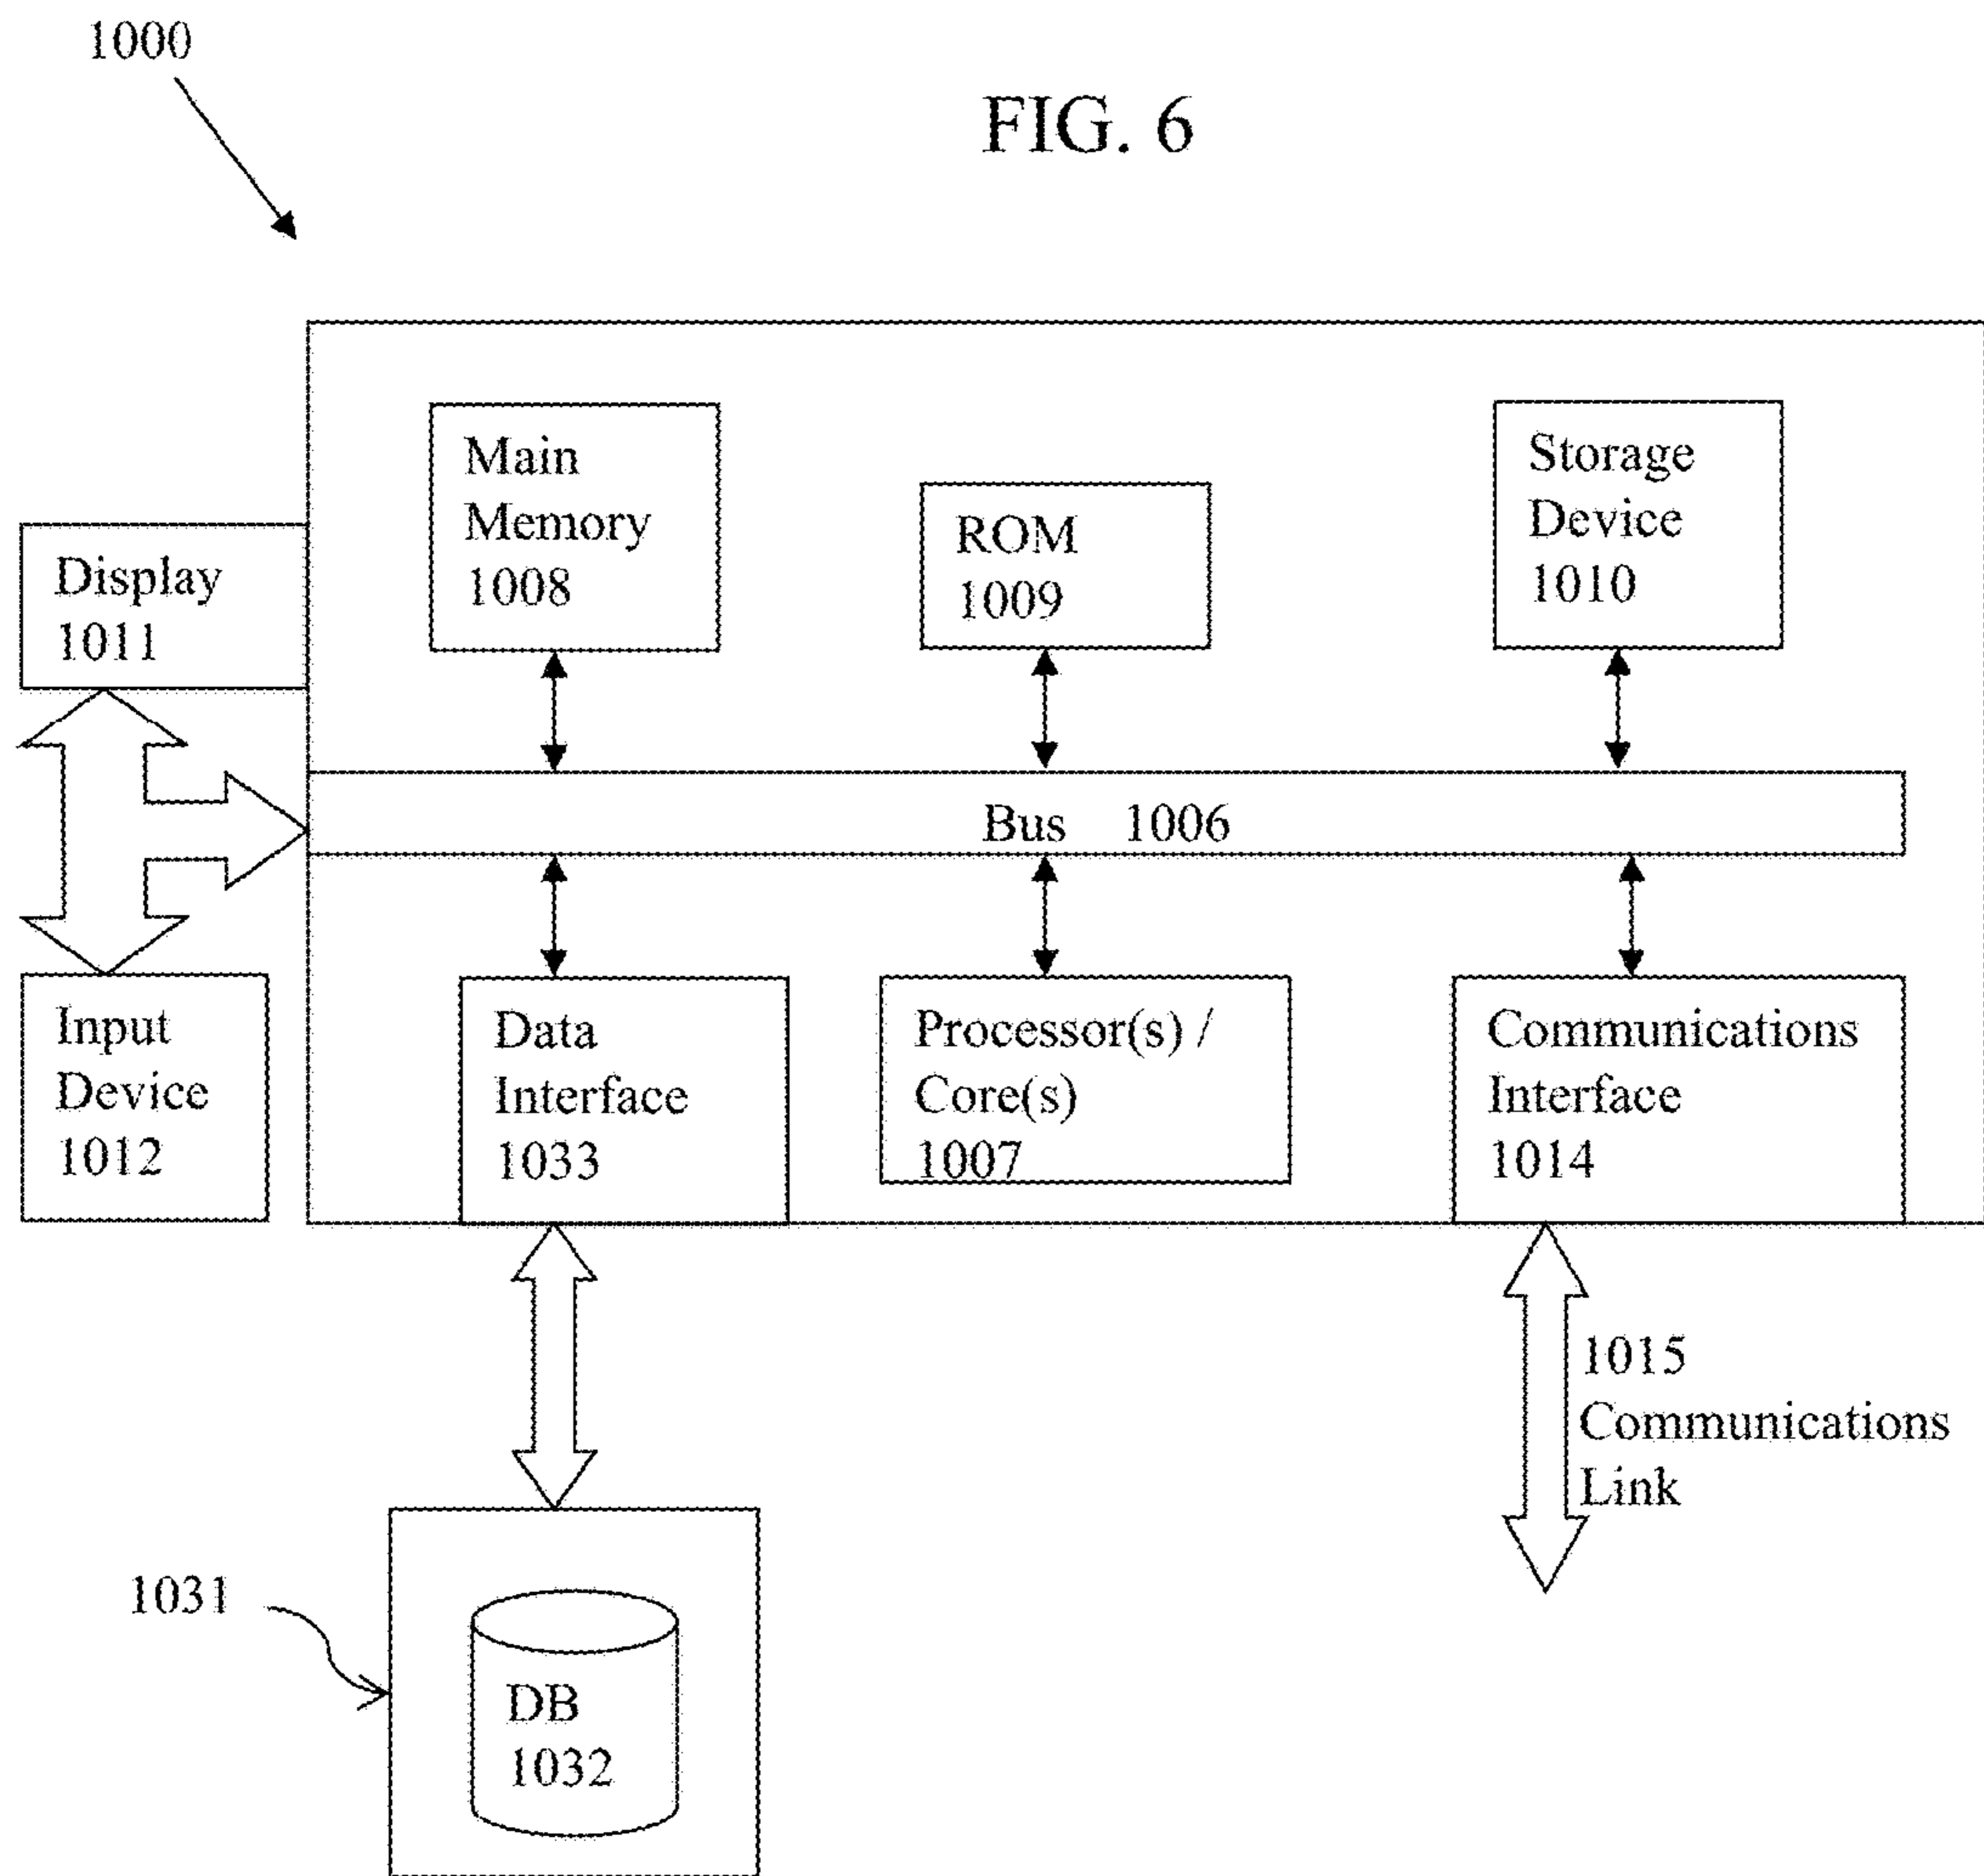 1000
FIG. 6
Main
Memory
1008
ROM
1009
Storage
Device
1010
Display
1011
Bus 1006
Input
Device
1012
Data
Interface
1033
Processor(s) /
Core(s)
1007
Communications
Interface
1014
1015
Communications
Link
1031
DB
1032